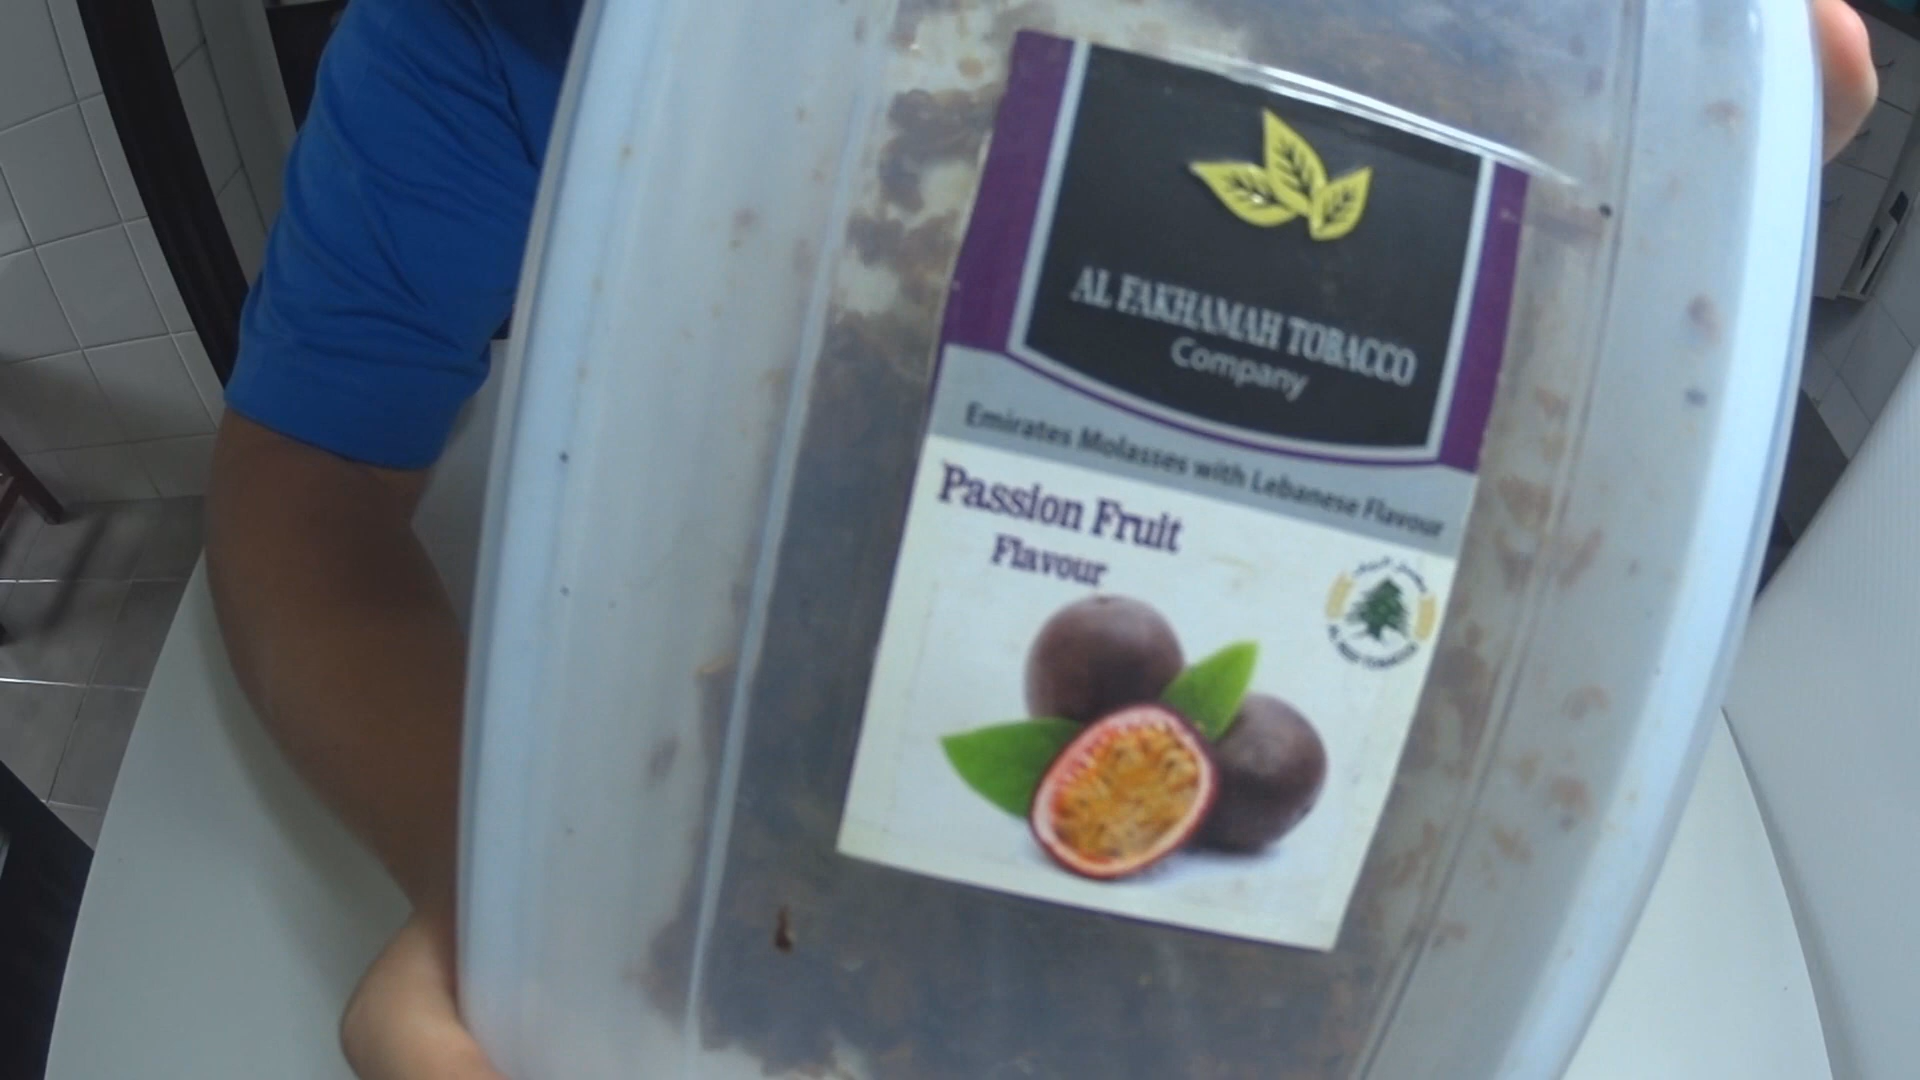 AL FAKHAMAH TOBACCO
Company
Emirates Molasses with Lebanese Flavour
Passion Fruit
Flavour